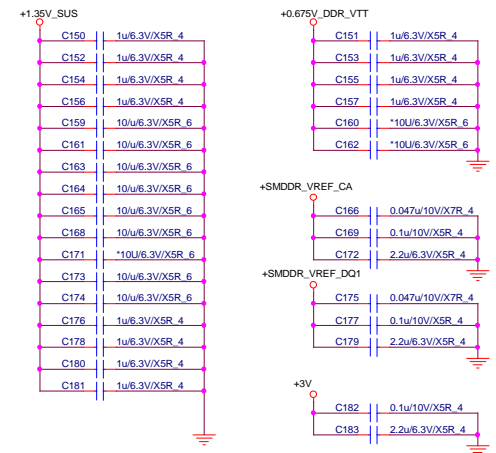 +1.35V_SUS
C150 1u/6.3V/X5R_4
C152 1u/6.3V/X5R_4
C154 1u/6.3V/X5R_4
C156 1u/6.3V/X5R_4
C159 10/u/6.3V/X5R_6
C161 10/u/6.3V/X5R_6
C163 10/u/6.3V/X5R_6
C164 10/u/6.3V/X5R_6
C165 10/u/6.3V/X5R_6
C168 10/u/6.3V/X5R_6
C171 *10U/6.3V/X5R_6
C173 10/u/6.3V/X5R_6
C174 10/u/6.3V/X5R_6
C176 1u/6.3V/X5R_4
C178 1u/6.3V/X5R_4
C180 1u/6.3V/X5R_4
C181 1u/6.3V/X5R_4
+0.675V_DDR_VTT
C151 1u/6.3V/X5R_4
C153 1u/6.3V/X5R_4
C155 1u/6.3V/X5R_4
C157 1u/6.3V/X5R_4
C160 *10U/6.3V/X5R_6
C162 *10U/6.3V/X5R_6
+SMDDR_VREF_CA
C166 0.047u/10V/X7R_4
C169 0.1u/10V/X5R_4
C172 2.2u/6.3V/X5R_4
+SMDDR_VREF_DQ1
C175 0.047u/10V/X7R_4
C177 0.1u/10V/X5R_4
C179 2.2u/6.3V/X5R_4
+3V
C182 0.1u/10V/X5R_4
C183 2.2u/6.3V/X5R_4